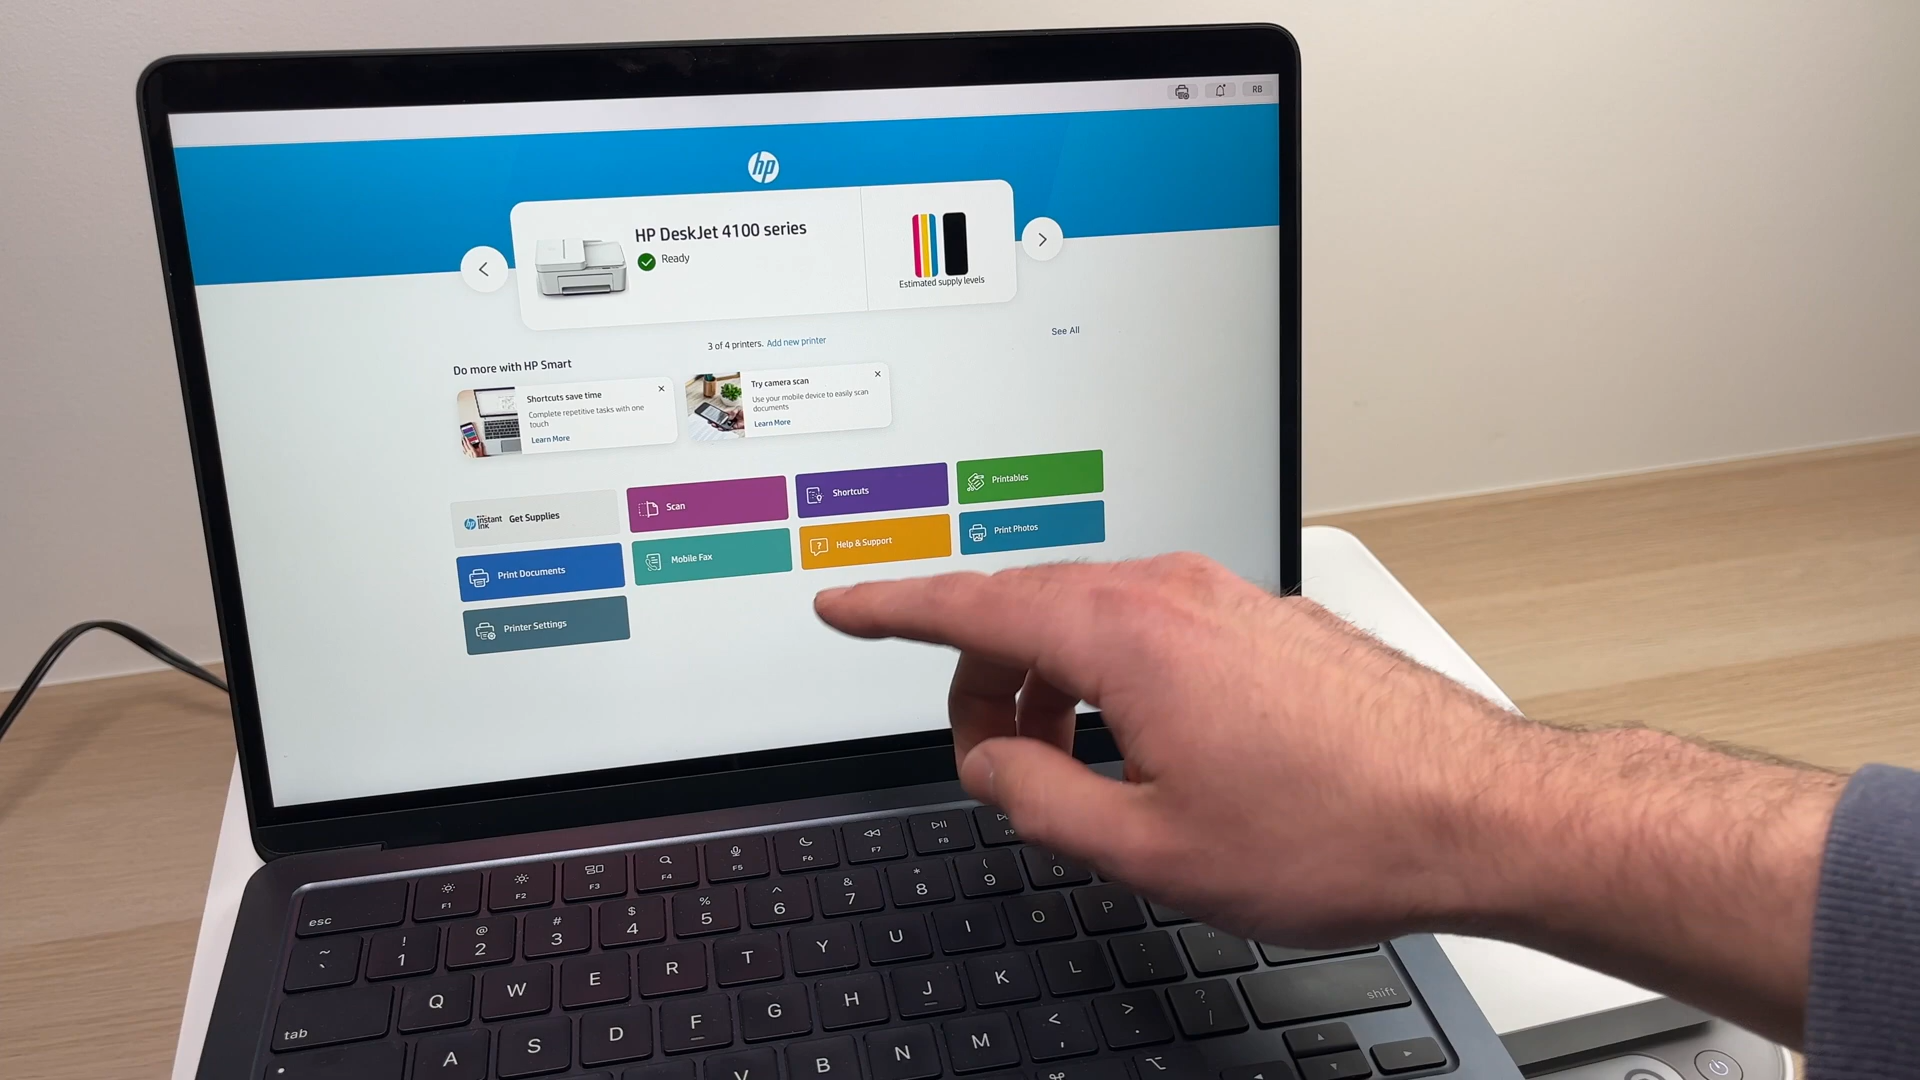 RB
hp
HP DeskJet 4100 series
Ready
Estimated supply levels
3 of 4 printers. Add new printer
See All
Do more with HP Smart
Shortcuts save time
Complete repetitive tasks with one
touch
Learn More
Try camera scan
Use your mobile device to easily scan
documents
Learn More
hp instant ink Get Supplies
Scan
Shortcuts
Printables
Print Documents
Mobile Fax
Help & Support
Print Photos
Printer Settings
esc F1 F2 F3 F4 F5 F6 F7 F8 F9
~ ! @ # $ % ^ & * (
` 1 2 3 4 5 6 7 8 9 0
tab Q W E R T Y U I O P
A S D F G H J K L : ; " '
V B N M < , > . ? / shift